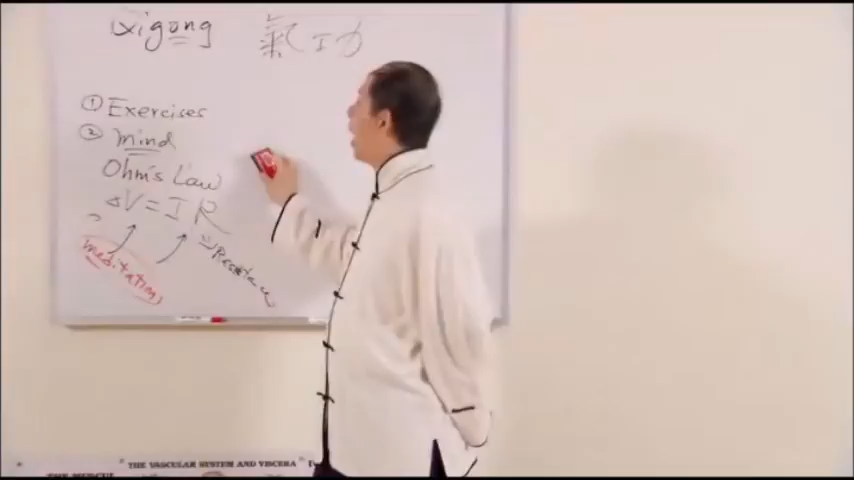 Qigong 氣功
① Exercises
② mind
Ohm's Law
ΔV = I R
Resistance
meditation
THE VASCULAR SYSTEM AND VISCERA